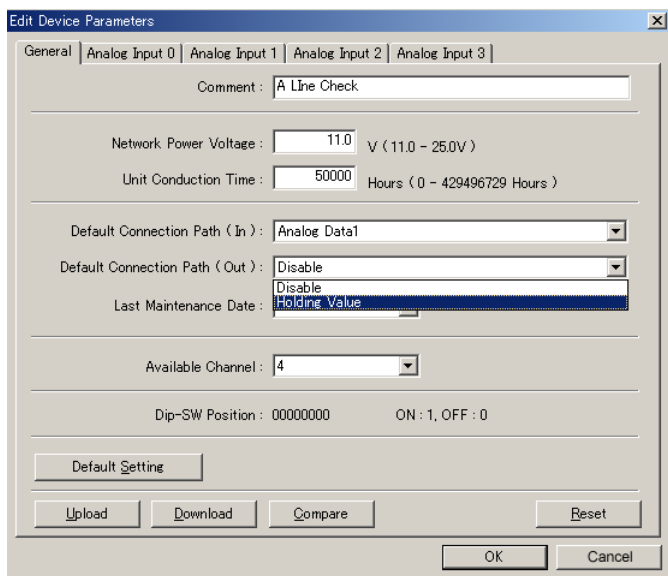 Edit Device Parameters
General Analog Input 0 Analog Input 1 Analog Input 2 Analog Input 3
Comment : A LIne Check
Network Power Voltage : 11.0 V ( 11.0 - 25.0V )
Unit Conduction Time : 50000 Hours ( 0 - 429496729 Hours )
Default Connection Path ( In ) : Analog Data1
Default Connection Path ( Out ) : Disable
Disable
Holding Value
Last Maintenance Date :
Available Channel : 4
Dip-SW Position : 00000000 ON : 1, OFF : 0
Default Setting
Upload Download Compare Reset
OK Cancel